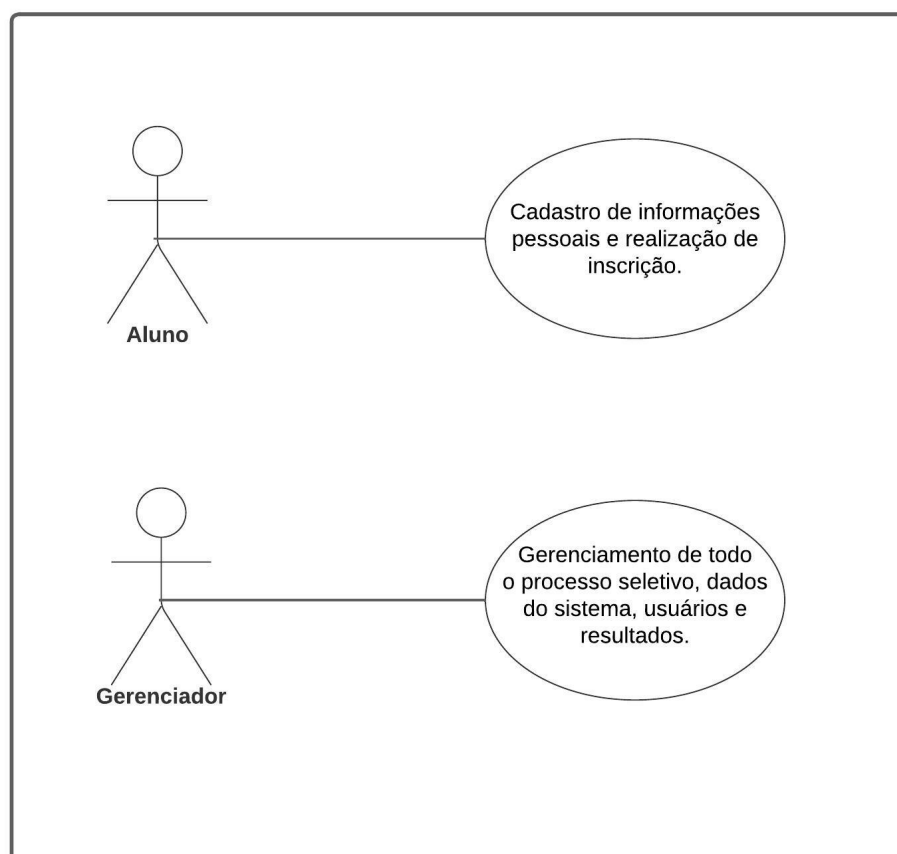 Cadastro de informações
pessoais e realização de
inscrição.
Aluno
Gerenciamento de todo
o processo seletivo, dados
do sistema, usuários e
resultados.
Gerenciador